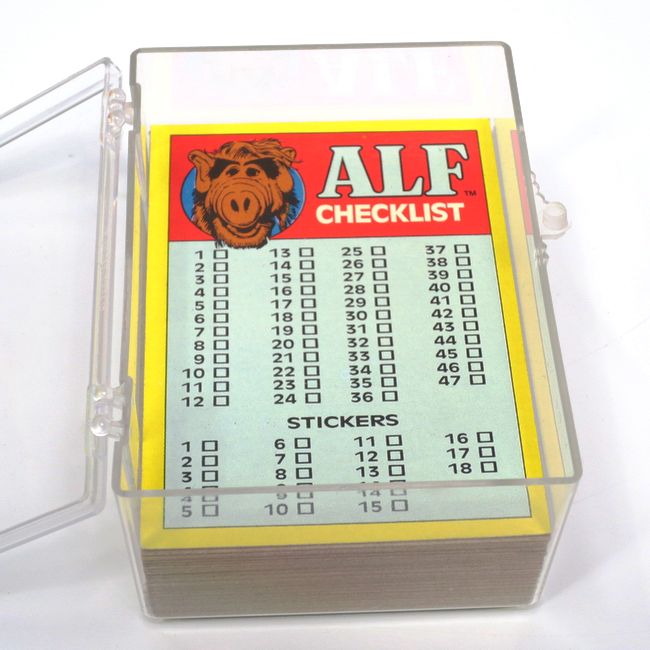 ALF™
CHECKLIST
1 ☐ 13 ☐ 25 ☐ 37 ☐
2 ☐ 14 ☐ 26 ☐ 38 ☐
3 ☐ 15 ☐ 27 ☐ 39 ☐
4 ☐ 16 ☐ 28 ☐ 40 ☐
5 ☐ 17 ☐ 29 ☐ 41 ☐
6 ☐ 18 ☐ 30 ☐ 42 ☐
7 ☐ 19 ☐ 31 ☐ 43 ☐
8 ☐ 20 ☐ 32 ☐ 44 ☐
9 ☐ 21 ☐ 33 ☐ 45 ☐
10 ☐ 22 ☐ 34 ☐ 46 ☐
11 ☐ 23 ☐ 35 ☐ 47 ☐
12 ☐ 24 ☐ 36 ☐
STICKERS
1 ☐ 6 ☐ 11 ☐ 16 ☐
2 ☐ 7 ☐ 12 ☐ 17 ☐
3 ☐ 8 ☐ 13 ☐ 18 ☐
4 ☐ 9 ☐ 14 ☐
5 ☐ 10 ☐ 15 ☐